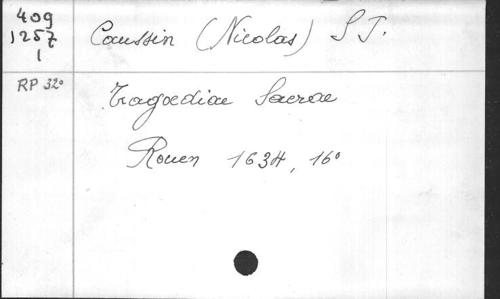 409
1257
1
Caussin (Nicolas) S J.
RP 32°
Tragoediae Sacrae
Rouen 1634, 16°